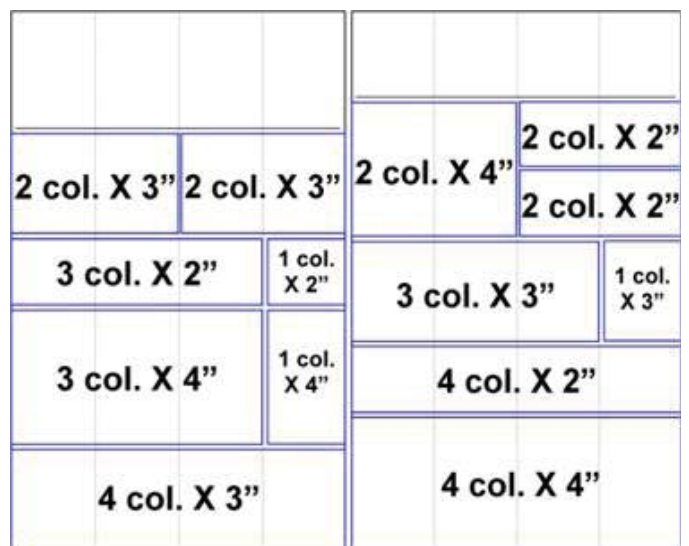 2 col. X 3”
2 col. X 3”
3 col. X 2”
1 col.
X 2”
3 col. X 4”
1 col.
X 4”
4 col. X 3”
2 col. X 4”
2 col. X 2”
2 col. X 2”
3 col. X 3”
1 col.
X 3”
4 col. X 2”
4 col. X 4”